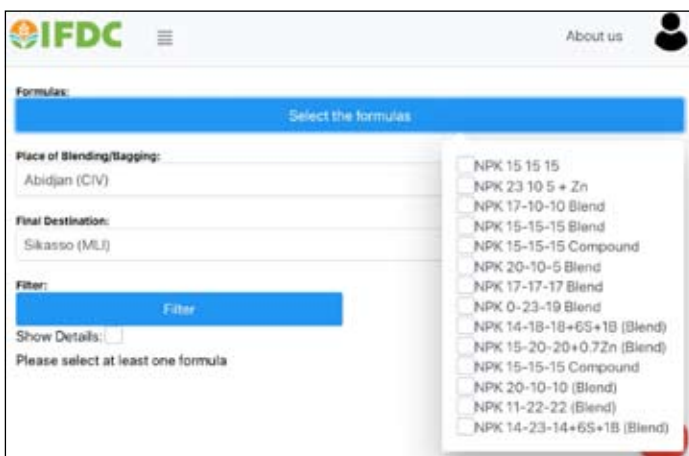 IFDC
About us
Formulas:
Select the formulas
Place of Blending/Bagging:
Abidjan (CIV)
Final Destination:
Sikasso (MLI)
Filter:
Filter
Show Details:
Please select at least one formula
NPK 15 15 15
NPK 23 10 5 + Zn
NPK 17-10-10 Blend
NPK 15-15-15 Blend
NPK 15-15-15 Compound
NPK 20-10-5 Blend
NPK 17-17-17 Blend
NPK 0-23-19 Blend
NPK 14-18-18+6S+1B (Blend)
NPK 15-20-20+0.7Zn (Blend)
NPK 15-15-15 Compound
NPK 20-10-10 (Blend)
NPK 11-22-22 (Blend)
NPK 14-23-14+6S+1B (Blend)